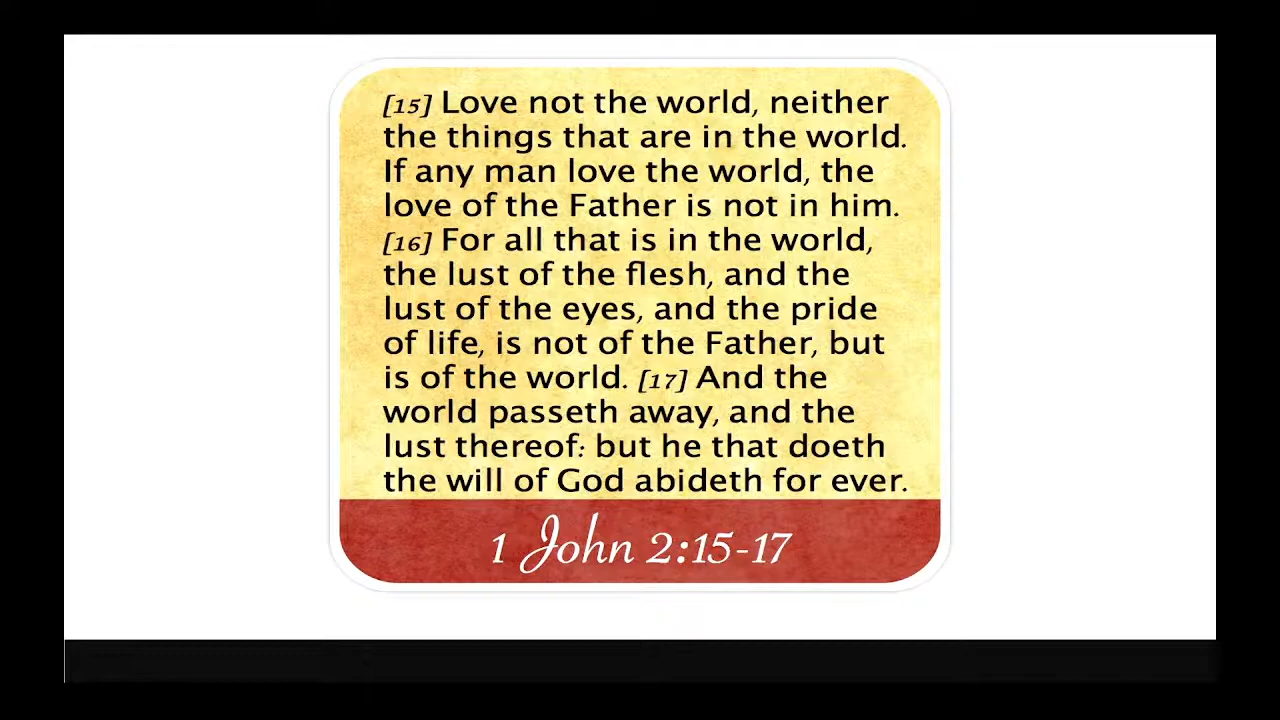 [15] Love not the world, neither
the things that are in the world.
If any man love the world, the
love of the Father is not in him.
[16] For all that is in the world,
the lust of the flesh, and the
lust of the eyes, and the pride
of life, is not of the Father, but
is of the world. [17] And the
world passeth away, and the
lust thereof: but he that doeth
the will of God abideth for ever.
1 John 2:15-17